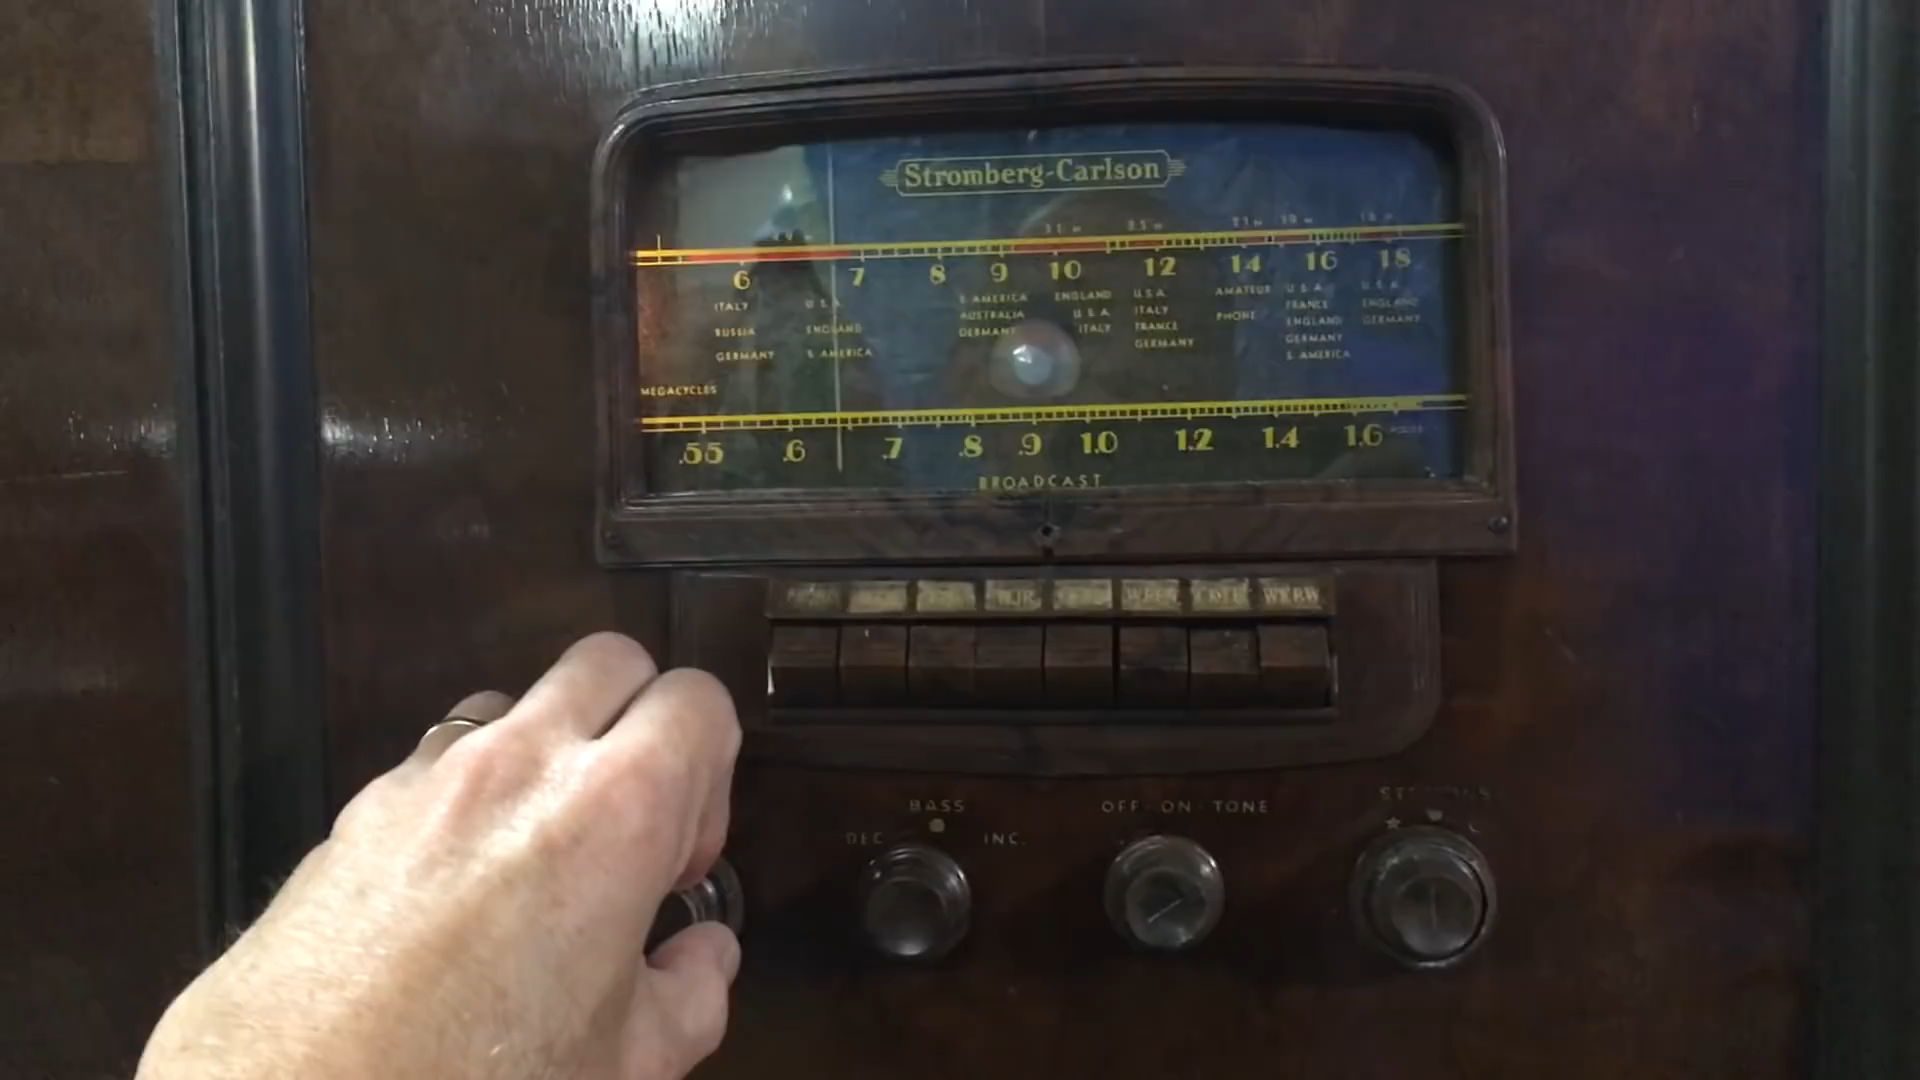 Stromberg-Carlson
6 7 8 9 10 12 14 16 18
ITALY U.S.A. S. AMERICA ENGLAND U.S.A. AMATEUR U.S.A. U.S.A.
RUSSIA ENGLAND AUSTRALIA U.S.A. ITALY PHONE FRANCE ENGLAND
GERMANY S. AMERICA GERMANY ITALY FRANCE ENGLAND GERMANY
GERMANY GERMANY
S. AMERICA
MEGACYCLES
.55 .6 .7 .8 .9 1.0 1.2 1.4 1.6
BROADCAST
BASS OFF-ON-TONE
DEC. INC.